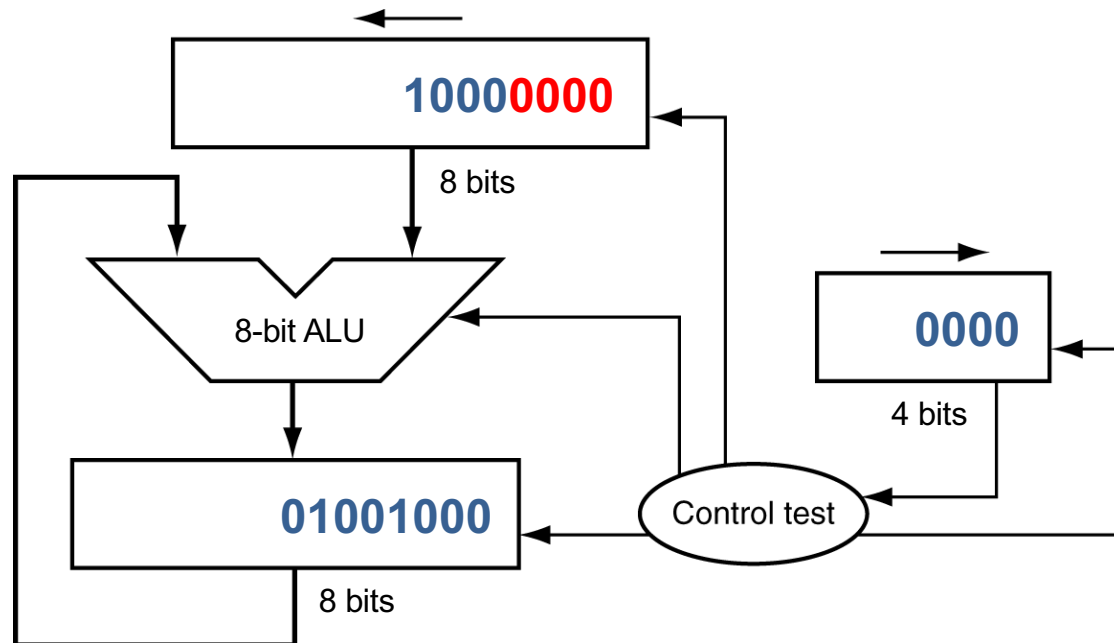 10000000
8 bits
8-bit ALU
0000
4 bits
01001000
Control test
8 bits